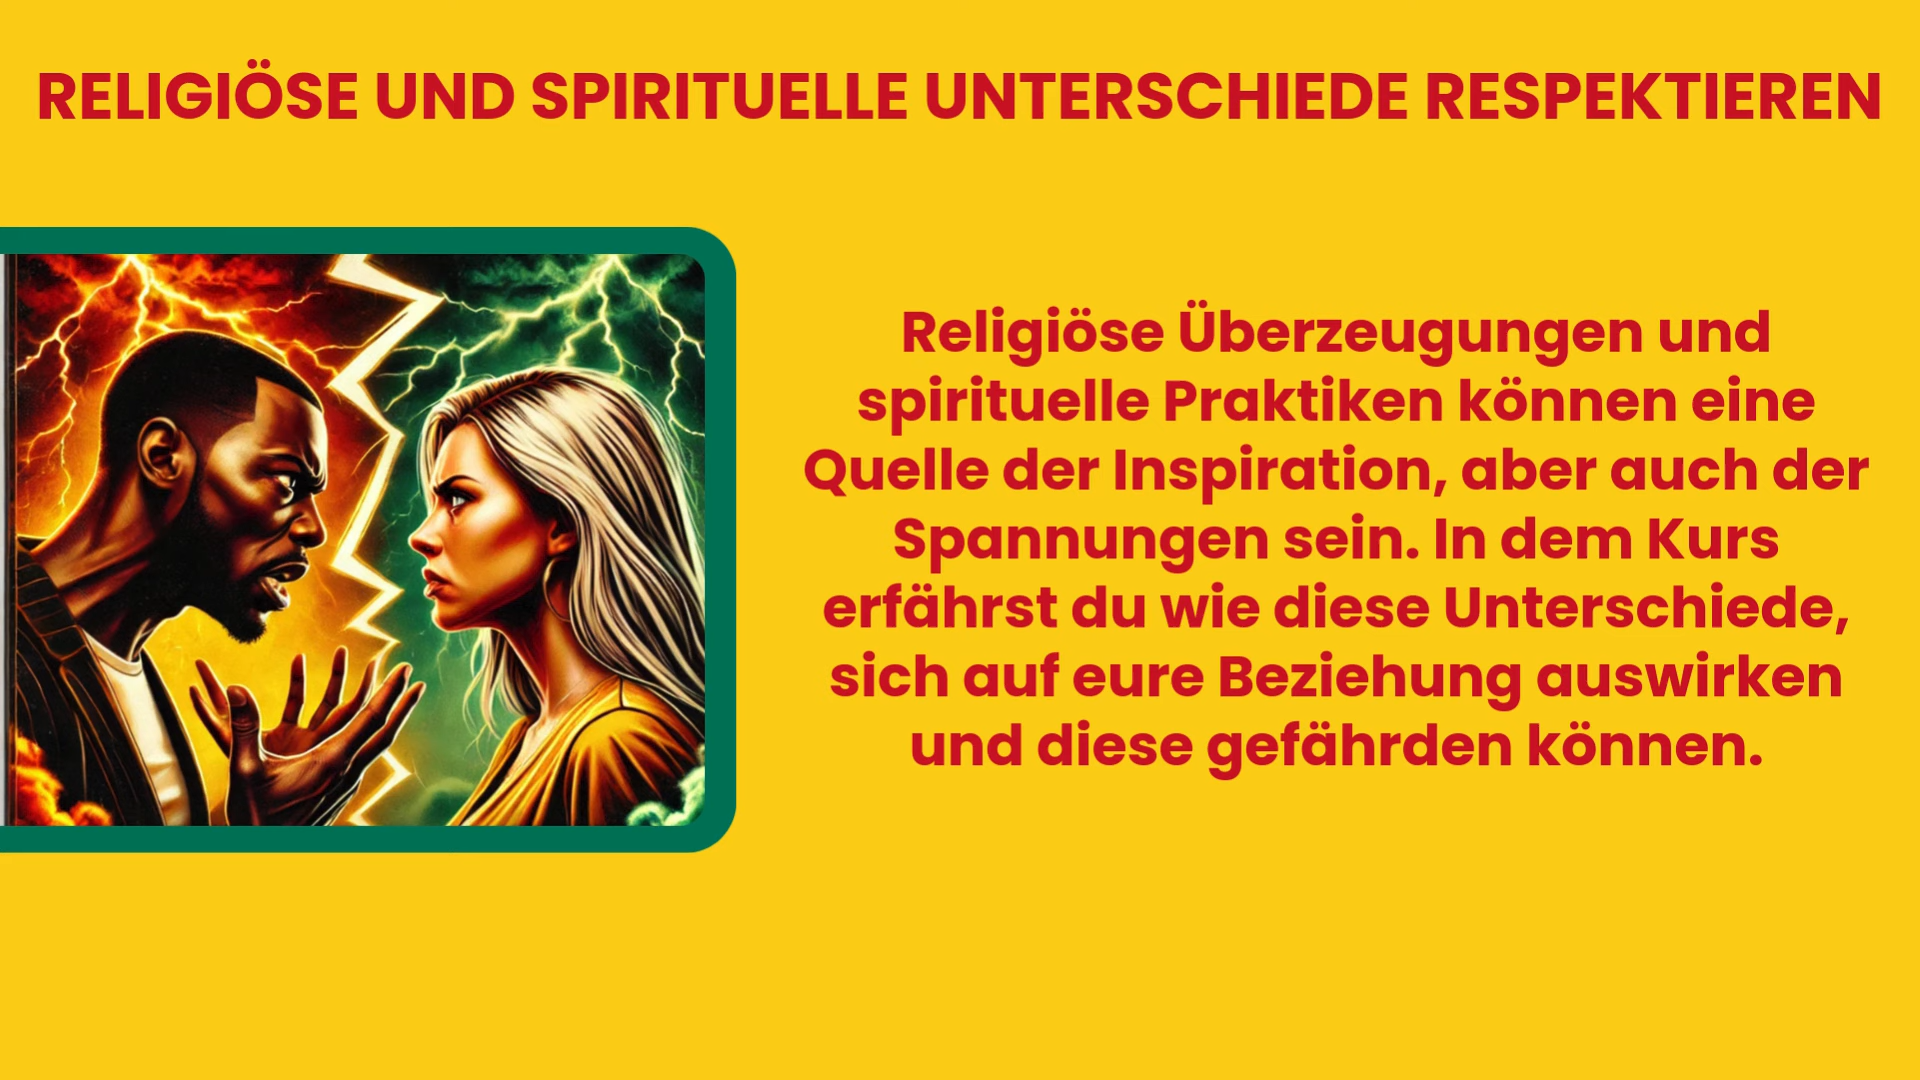 RELIGIÖSE UND SPIRITUELLE UNTERSCHIEDE RESPEKTIEREN
Religiöse Überzeugungen und
spirituelle Praktiken können eine
Quelle der Inspiration, aber auch der
Spannungen sein. In dem Kurs
erfährst du wie diese Unterschiede,
sich auf eure Beziehung auswirken
und diese gefährden können.